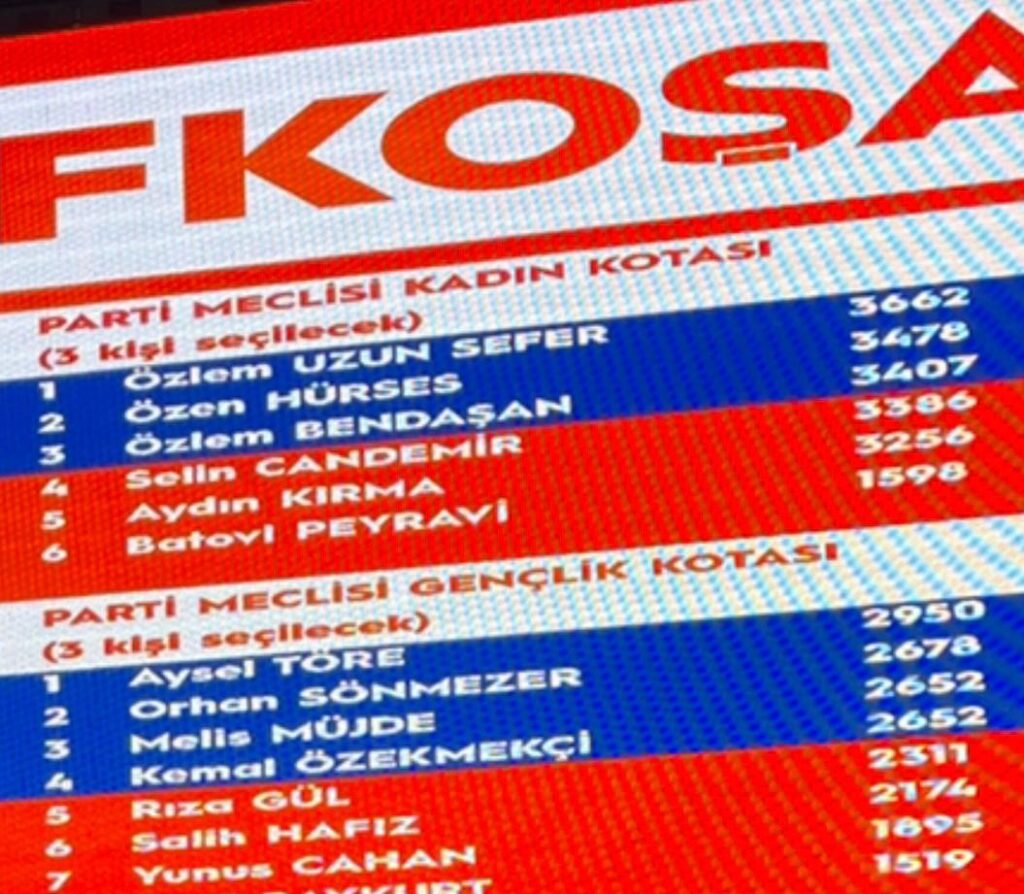 FKOŞA
PARTİ MECLİSİ KADIN KOTASI
(3 kişi seçilecek)
1 Özlem UZUN SEFER 3662
2 Özen HÜRSES 3478
3 Özlem BENDAŞAN 3407
4 Selin CANDEMİR 3386
5 Aydın KIRMA 3256
6 Batovi PEYRAVİ 1598
PARTİ MECLİSİ GENÇLİK KOTASI
(3 kişi seçilecek)
1 Aysel TÖRE 2950
2 Orhan SÖNMEZER 2678
3 Melis MÜJDE 2652
4 Kemal ÖZEKMEKÇİ 2652
5 Rıza GÜL 2311
6 Salih HAFIZ 2174
7 Yunus CAHAN 1895
1519